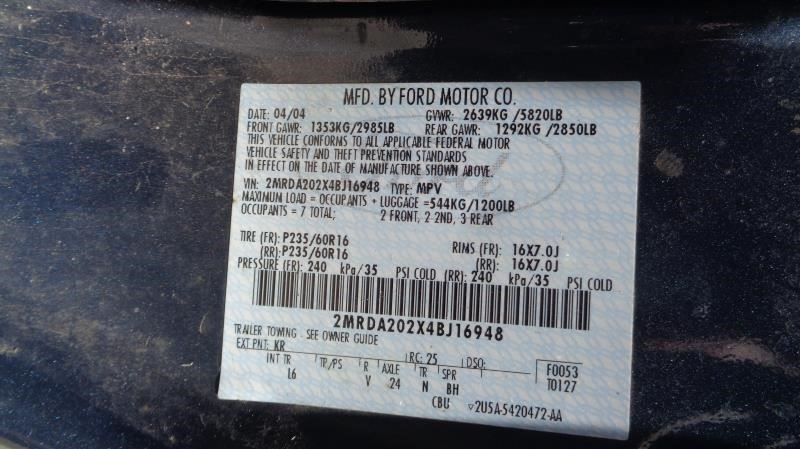 MFD. BY FORD MOTOR CO.
DATE: 04/04 GVWR: 2639KG /5820LB
FRONT GAWR: 1353KG/2985LB REAR GAWR: 1292KG /2850LB
THIS VEHICLE CONFORMS TO ALL APPLICABLE FEDERAL MOTOR
VEHICLE SAFETY AND THEFT PREVENTION STANDARDS
IN EFFECT ON THE DATE OF MANUFACTURE SHOWN ABOVE.
VIN: 2MRDA202X4BJ16948 TYPE: MPV
MAXIMUM LOAD = OCCUPANTS + LUGGAGE =544KG/1200LB
OCCUPANTS = 7 TOTAL; 2 FRONT, 2 2ND, 3 REAR
TIRE (FR): P235/60R16 RIMS (FR): 16X7.0J
(RR): P235/60R16 (RR): 16X7.0J
PRESSURE (FR): 240 kPa/35 PSI COLD (RR): 240 kPa/35 PSI COLD
2MRDA202X4BJ16948
TRAILER TOWING - SEE OWNER GUIDE
EXT PNT: KR RC: 25 DSO: F0053
INT TR TP/PS R AXLE TR SPR T0127
L6 V 24 N BH
CBU ▽2U5A-5420472-AA